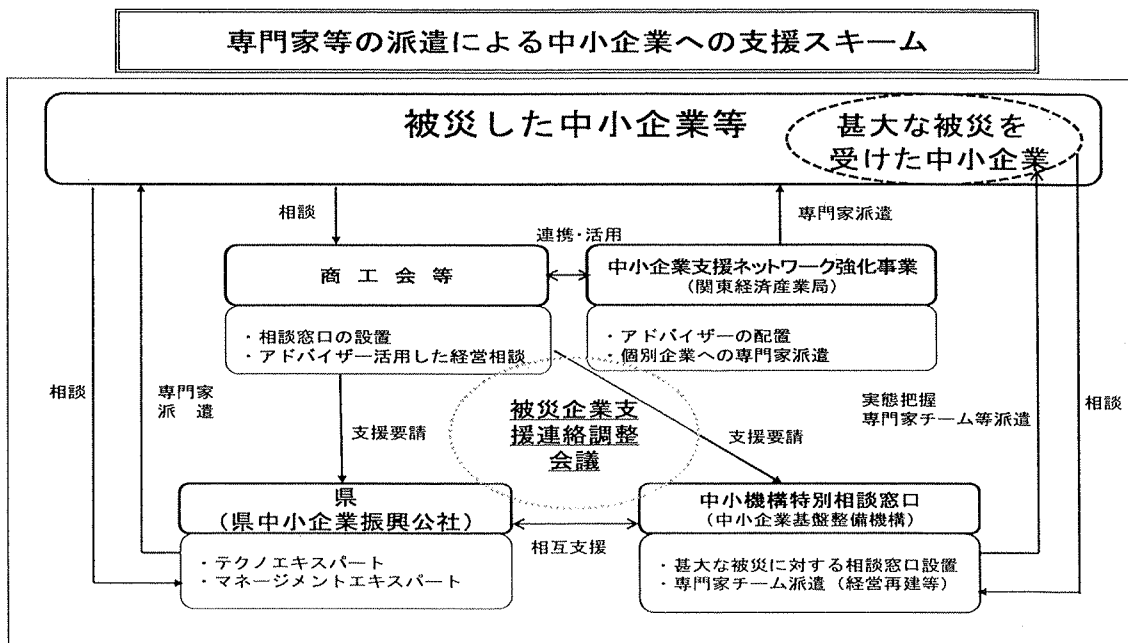 専門家等の派遣による中小企業への支援スキーム
被災した中小企業等
甚大な被災を
受けた中小企業
相談
専門家派遣
連携・活用
商工会等
中小企業支援ネットワーク強化事業
(関東経済産業局)
・相談窓口の設置
・アドバイザー活用した経営相談
・アドバイザーの配置
・個別企業への専門家派遣
相談
専門家
派 遣
被災企業支
援連絡調整
会議
実態把握
専門家チーム等派遣
相談
支援要請
支援要請
県
(県中小企業振興公社)
中小機構特別相談窓口
(中小企業基盤整備機構)
相互支援
・テクノエキスパート
・マネージメントエキスパート
・甚大な被災に対する相談窓口設置
・専門家チーム派遣(経営再建等)